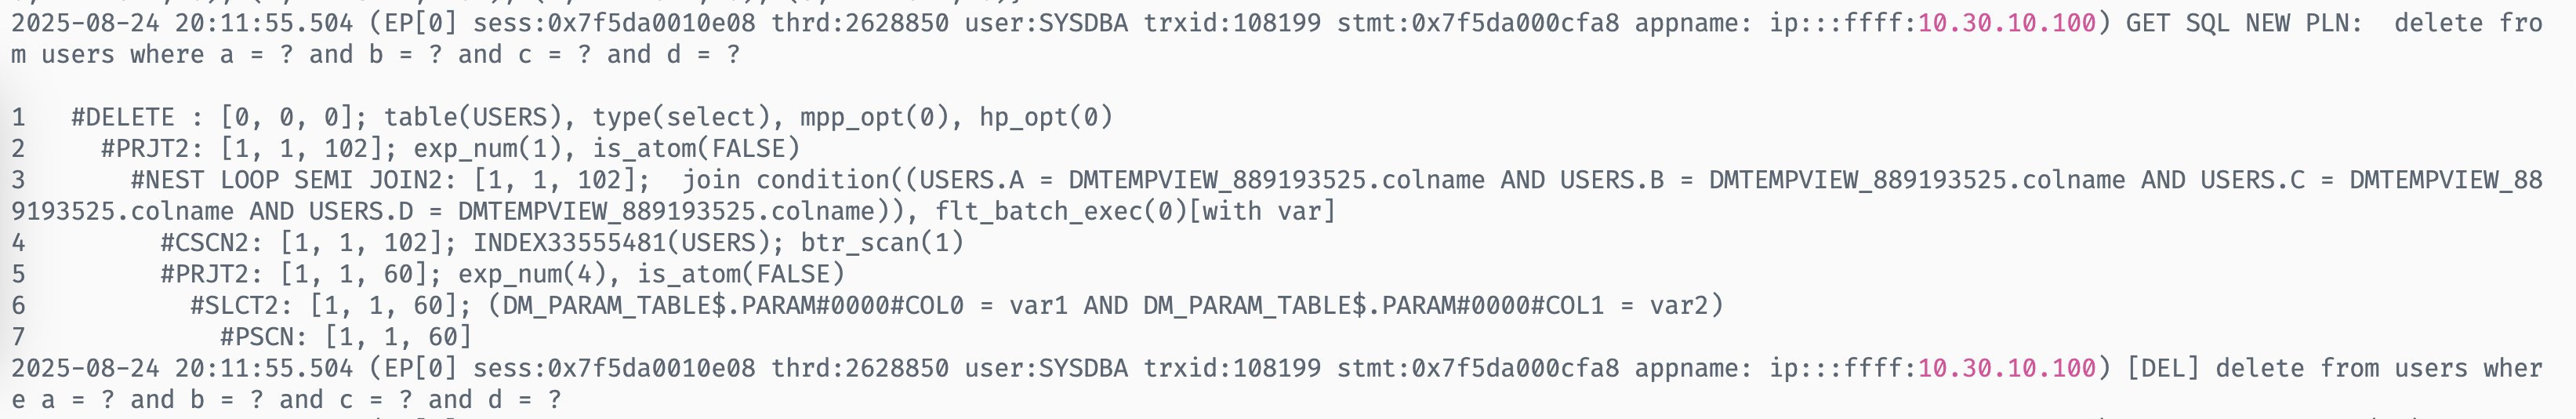 2025-08-24 20:11:55.504 (EP[0] sess:0x7f5da0010e08 thrd:2628850 user:SYSDBA trxid:108199 stmt:0x7f5da000cfa8 appname: ip:::ffff:10.30.10.100) GET SQL NEW PLN:  delete fro
m users where a = ? and b = ? and c = ? and d = ?
1   #DELETE : [0, 0, 0]; table(USERS), type(select), mpp_opt(0), hp_opt(0)
2     #PRJT2: [1, 1, 102]; exp_num(1), is_atom(FALSE)
3       #NEST LOOP SEMI JOIN2: [1, 1, 102];  join condition((USERS.A = DMTEMPVIEW_889193525.colname AND USERS.B = DMTEMPVIEW_889193525.colname AND USERS.C = DMTEMPVIEW_88
9193525.colname AND USERS.D = DMTEMPVIEW_889193525.colname)), flt_batch_exec(0)[with var]
4         #CSCN2: [1, 1, 102]; INDEX33555481(USERS); btr_scan(1)
5         #PRJT2: [1, 1, 60]; exp_num(4), is_atom(FALSE)
6           #SLCT2: [1, 1, 60]; (DM_PARAM_TABLE$.PARAM#0000#COL0 = var1 AND DM_PARAM_TABLE$.PARAM#0000#COL1 = var2)
7             #PSCN: [1, 1, 60]
2025-08-24 20:11:55.504 (EP[0] sess:0x7f5da0010e08 thrd:2628850 user:SYSDBA trxid:108199 stmt:0x7f5da000cfa8 appname: ip:::ffff:10.30.10.100) [DEL] delete from users wher
e a = ? and b = ? and c = ? and d = ?